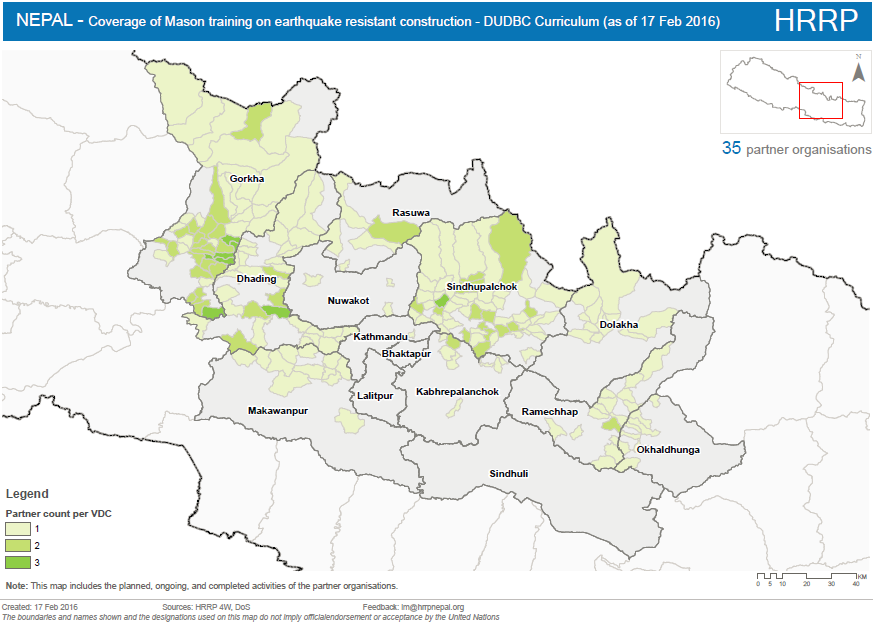 NEPAL - Coverage of Mason training on earthquake resistant construction - DUDBC Curriculum (as of 17 Feb 2016)
HRRP
N
35 partner organisations
Gorkha
Rasuwa
Dhading
Sindhupalchok
Nuwakot
Dolakha
Kathmandu
Bhaktapur
Lalitpur
Kabhrepalanchok
Makawanpur
Ramechhap
Okhaldhunga
Sindhuli
Legend
Partner count per VDC
1
2
3
KM
0 5 10 20 30 40
Note: This map includes the planned, ongoing, and completed activities of the partner organisations.
Created: 17 Feb 2016 Sources: HRRP 4W, DoS Feedback: im@hrrpnepal.org
The boundaries and names shown and the designations used on this map do not imply officialendorsement or acceptance by the United Nations